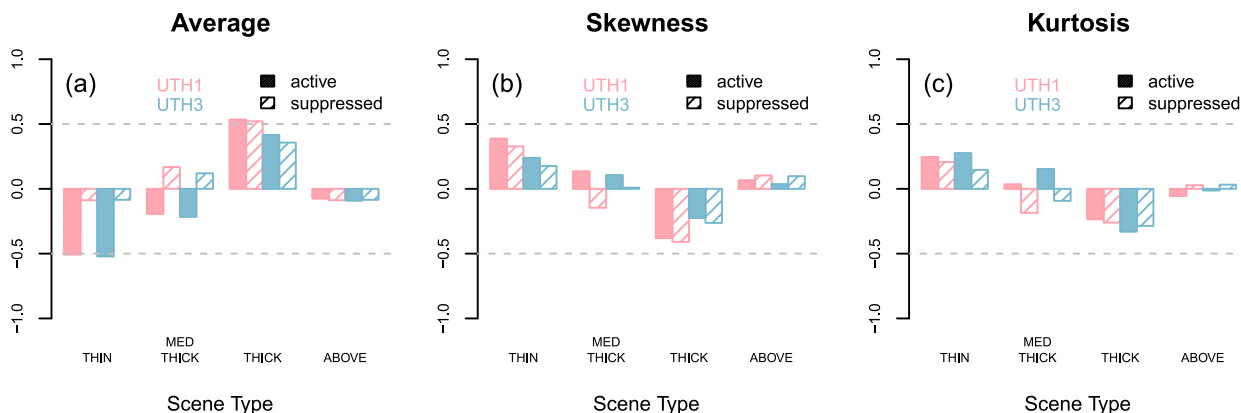 Average
1.0
0.5
0.0
−0.5
−1.0
(a)
UTH1
UTH3
active
suppressed
THIN
MED
THICK
THICK
ABOVE
Scene Type
Skewness
1.0
0.5
0.0
−0.5
−1.0
(b)
UTH1
UTH3
active
suppressed
THIN
MED
THICK
THICK
ABOVE
Scene Type
Kurtosis
1.0
0.5
0.0
−0.5
−1.0
(c)
UTH1
UTH3
active
suppressed
THIN
MED
THICK
THICK
ABOVE
Scene Type